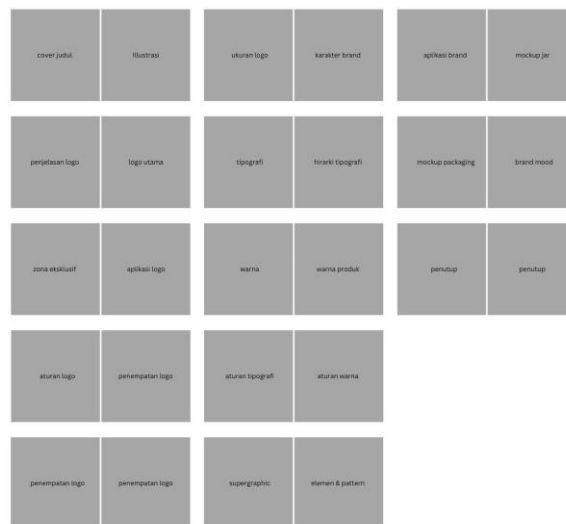 cover judul
illustrasi
penjelasan logo
logo utama
zona eksklusif
aplikasi logo
aturan logo
penempatan logo
penempatan logo
penempatan logo
ukuran logo
karakter brand
tipografi
hirarki tipografi
warna
warna produk
aturan tipografi
aturan warna
supergraphic
elemen & pattern
aplikasi brand
mockup jar
mockup packaging
brand mood
penutup
penutup